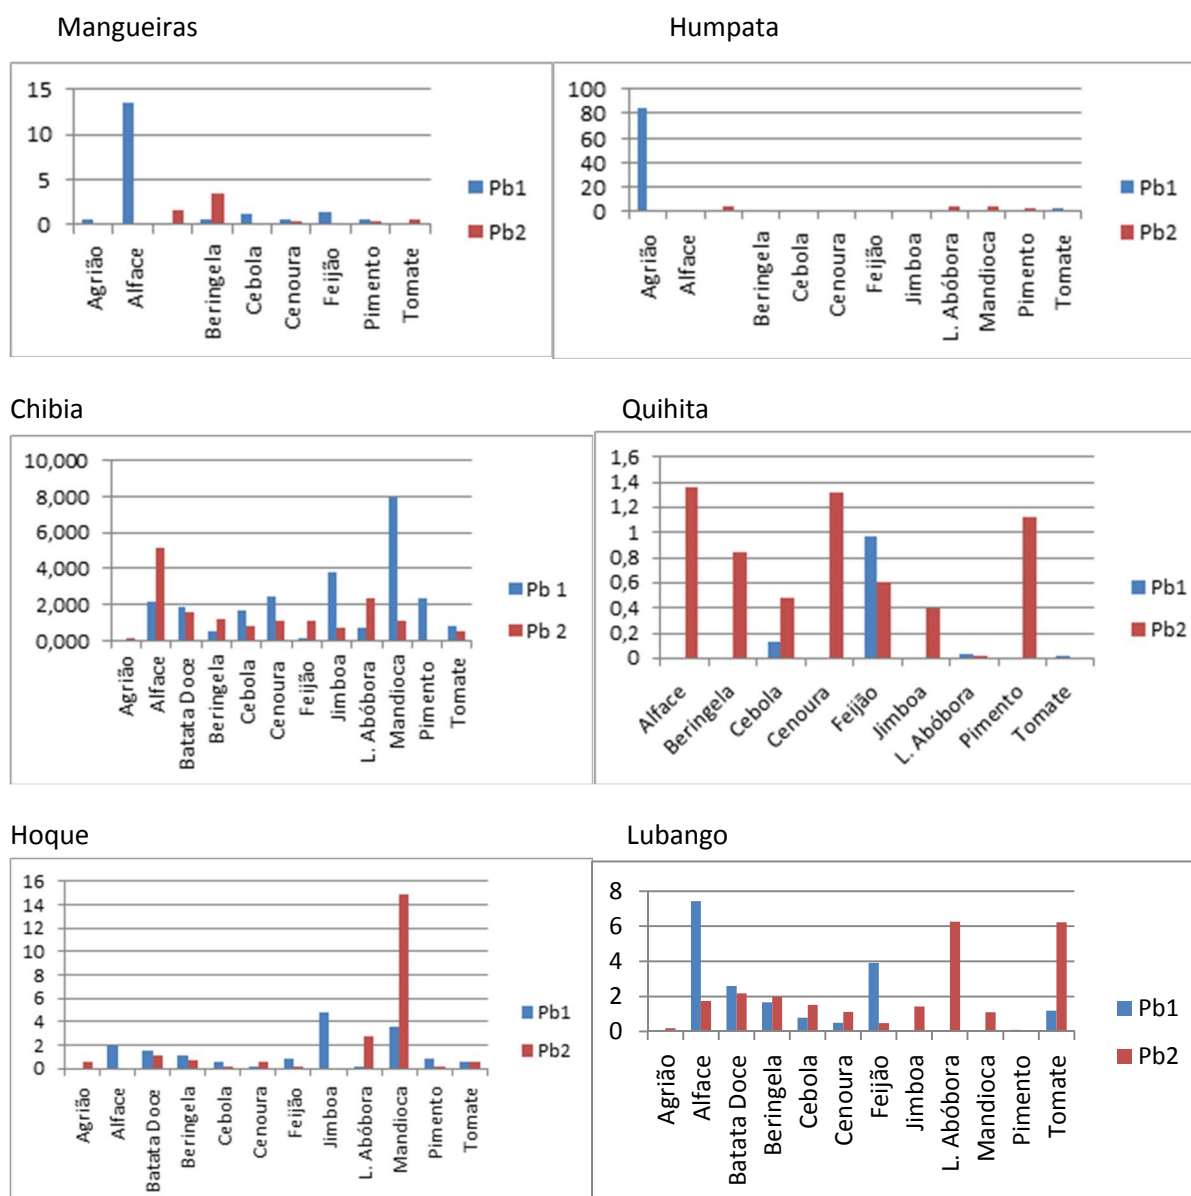 Mangueiras
15
10
5
0
Agrião
Alface
Beringela
Cebola
Cenoura
Feijão
Pimento
Tomate
Pb1
Pb2
Humpata
100
80
60
40
20
0
Agrião
Alface
Beringela
Cebola
Cenoura
Feijão
Jimboa
L. Abóbora
Mandioca
Pimento
Tomate
Pb1
Pb2
Chibia
10,000
8,000
6,000
4,000
2,000
0,000
Agrião
Alface
Batata Doce
Beringela
Cebola
Cenoura
Feijão
Jimboa
L. Abóbora
Mandioca
Pimento
Tomate
Pb 1
Pb 2
Quihita
1,6
1,4
1,2
1
0,8
0,6
0,4
0,2
0
Alface
Beringela
Cebola
Cenoura
Feijão
Jimboa
L. Abóbora
Pimento
Tomate
Pb1
Pb2
Hoque
16
14
12
10
8
6
4
2
0
Agrião
Alface
Batata Doce
Beringela
Cebola
Cenoura
Feijão
Jimboa
L. Abóbora
Mandioca
Pimento
Tomate
Pb1
Pb2
Lubango
8
6
4
2
0
Agrião
Alface
Batata Doce
Beringela
Cebola
Cenoura
Feijão
Jimboa
L. Abóbora
Mandioca
Pimento
Tomate
Pb1
Pb2